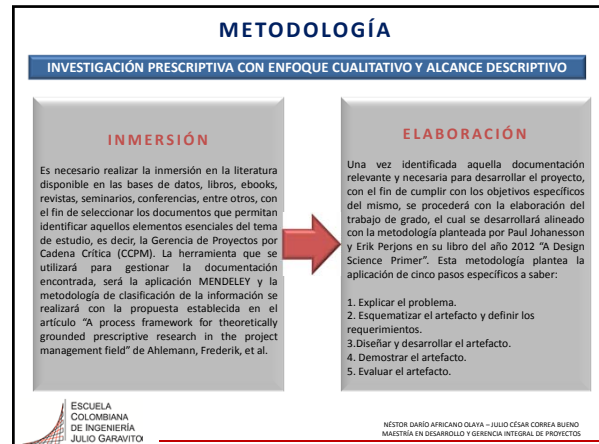 METODOLOGÍA
INVESTIGACIÓN PRESCRIPTIVA CON ENFOQUE CUALITATIVO Y ALCANCE DESCRIPTIVO
INMERSIÓN
Es necesario realizar la inmersión en la literatura
disponible en las bases de datos, libros, ebooks,
revistas, seminarios, conferencias, entre otros, con
el fin de seleccionar los documentos que permitan
identificar aquellos elementos esenciales del tema
de estudio, es decir, la Gerencia de Proyectos por
Cadena Crítica (CCPM). La herramienta que se
utilizará para gestionar la documentación
encontrada, será la aplicación MENDELEY y la
metodología de clasificación de la información se
realizará con la propuesta establecida en el
artículo “A process framework for theoretically
grounded prescriptive research in the project
management field” de Ahlemann, Frederik, et al.
ELABORACIÓN
Una vez identificada aquella documentación
relevante y necesaria para desarrollar el proyecto,
con el fin de cumplir con los objetivos específicos
del mismo, se procederá con la elaboración del
trabajo de grado, el cual se desarrollará alineado
con la metodología planteada por Paul Johanesson
y Erik Perjons en su libro del año 2012 “A Design
Science Primer”. Esta metodología plantea la
aplicación de cinco pasos específicos a saber:
1. Explicar el problema.
2. Esquematizar el artefacto y definir los
requerimientos.
3.Diseñar y desarrollar el artefacto.
4. Demostrar el artefacto.
5. Evaluar el artefacto.
ESCUELA
COLOMBIANA
DE INGENIERÍA
JULIO GARAVITO
NÉSTOR DARÍO AFRICANO OLAYA – JULIO CÉSAR CORREA BUENO
MAESTRÍA EN DESARROLLO Y GERENCIA INTEGRAL DE PROYECTOS